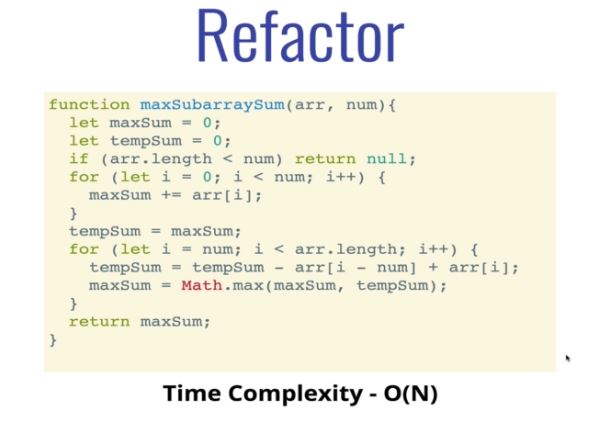 Refactor
function maxSubarraySum(arr, num){
  let maxSum = 0;
  let tempSum = 0;
  if (arr.length < num) return null;
  for (let i = 0; i < num; i++) {
    maxSum += arr[i];
  }
  tempSum = maxSum;
  for (let i = num; i < arr.length; i++) {
    tempSum = tempSum - arr[i - num] + arr[i];
    maxSum = Math.max(maxSum, tempSum);
  }
  return maxSum;
}
Time Complexity - O(N)